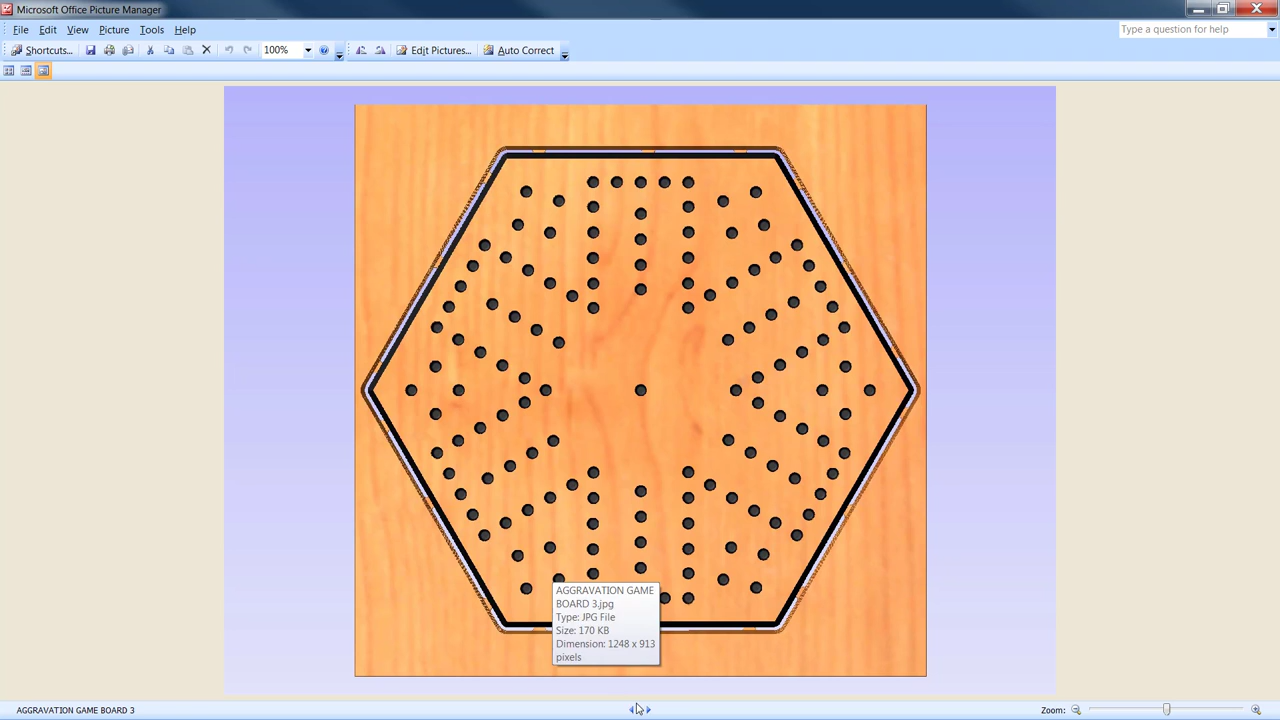 Microsoft Office Picture Manager
File Edit View Picture Tools Help
Type a question for help
Shortcuts... 100% Edit Pictures... Auto Correct
AGGRAVATION GAME
BOARD 3.jpg
Type: JPG File
Size: 170 KB
Dimension: 1248 x 913
pixels
AGGRAVATION GAME BOARD 3
Zoom: